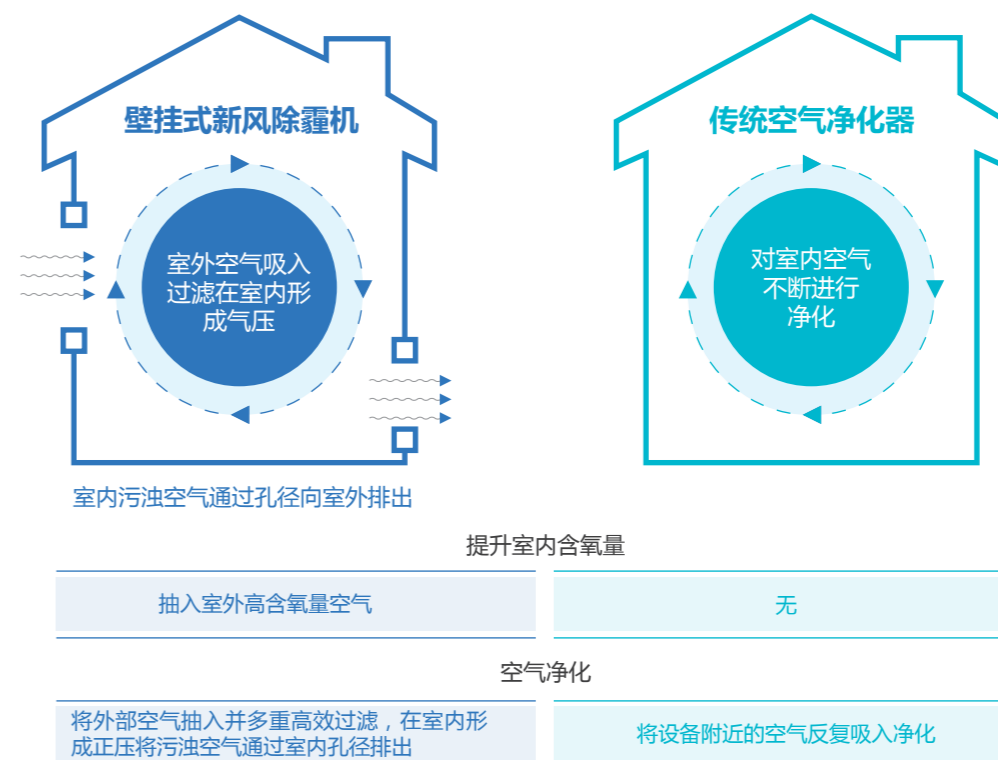 壁挂式新风除霾机
室外空气吸入
过滤在室内形
成气压
室内污浊空气通过孔径向室外排出
传统空气净化器
对室内空气
不断进行
净化
提升室内含氧量
抽入室外高含氧量空气
无
空气净化
将外部空气抽入并多重高效过滤，在室内形
成正压将污浊空气通过室内孔径排出
将设备附近的空气反复吸入净化